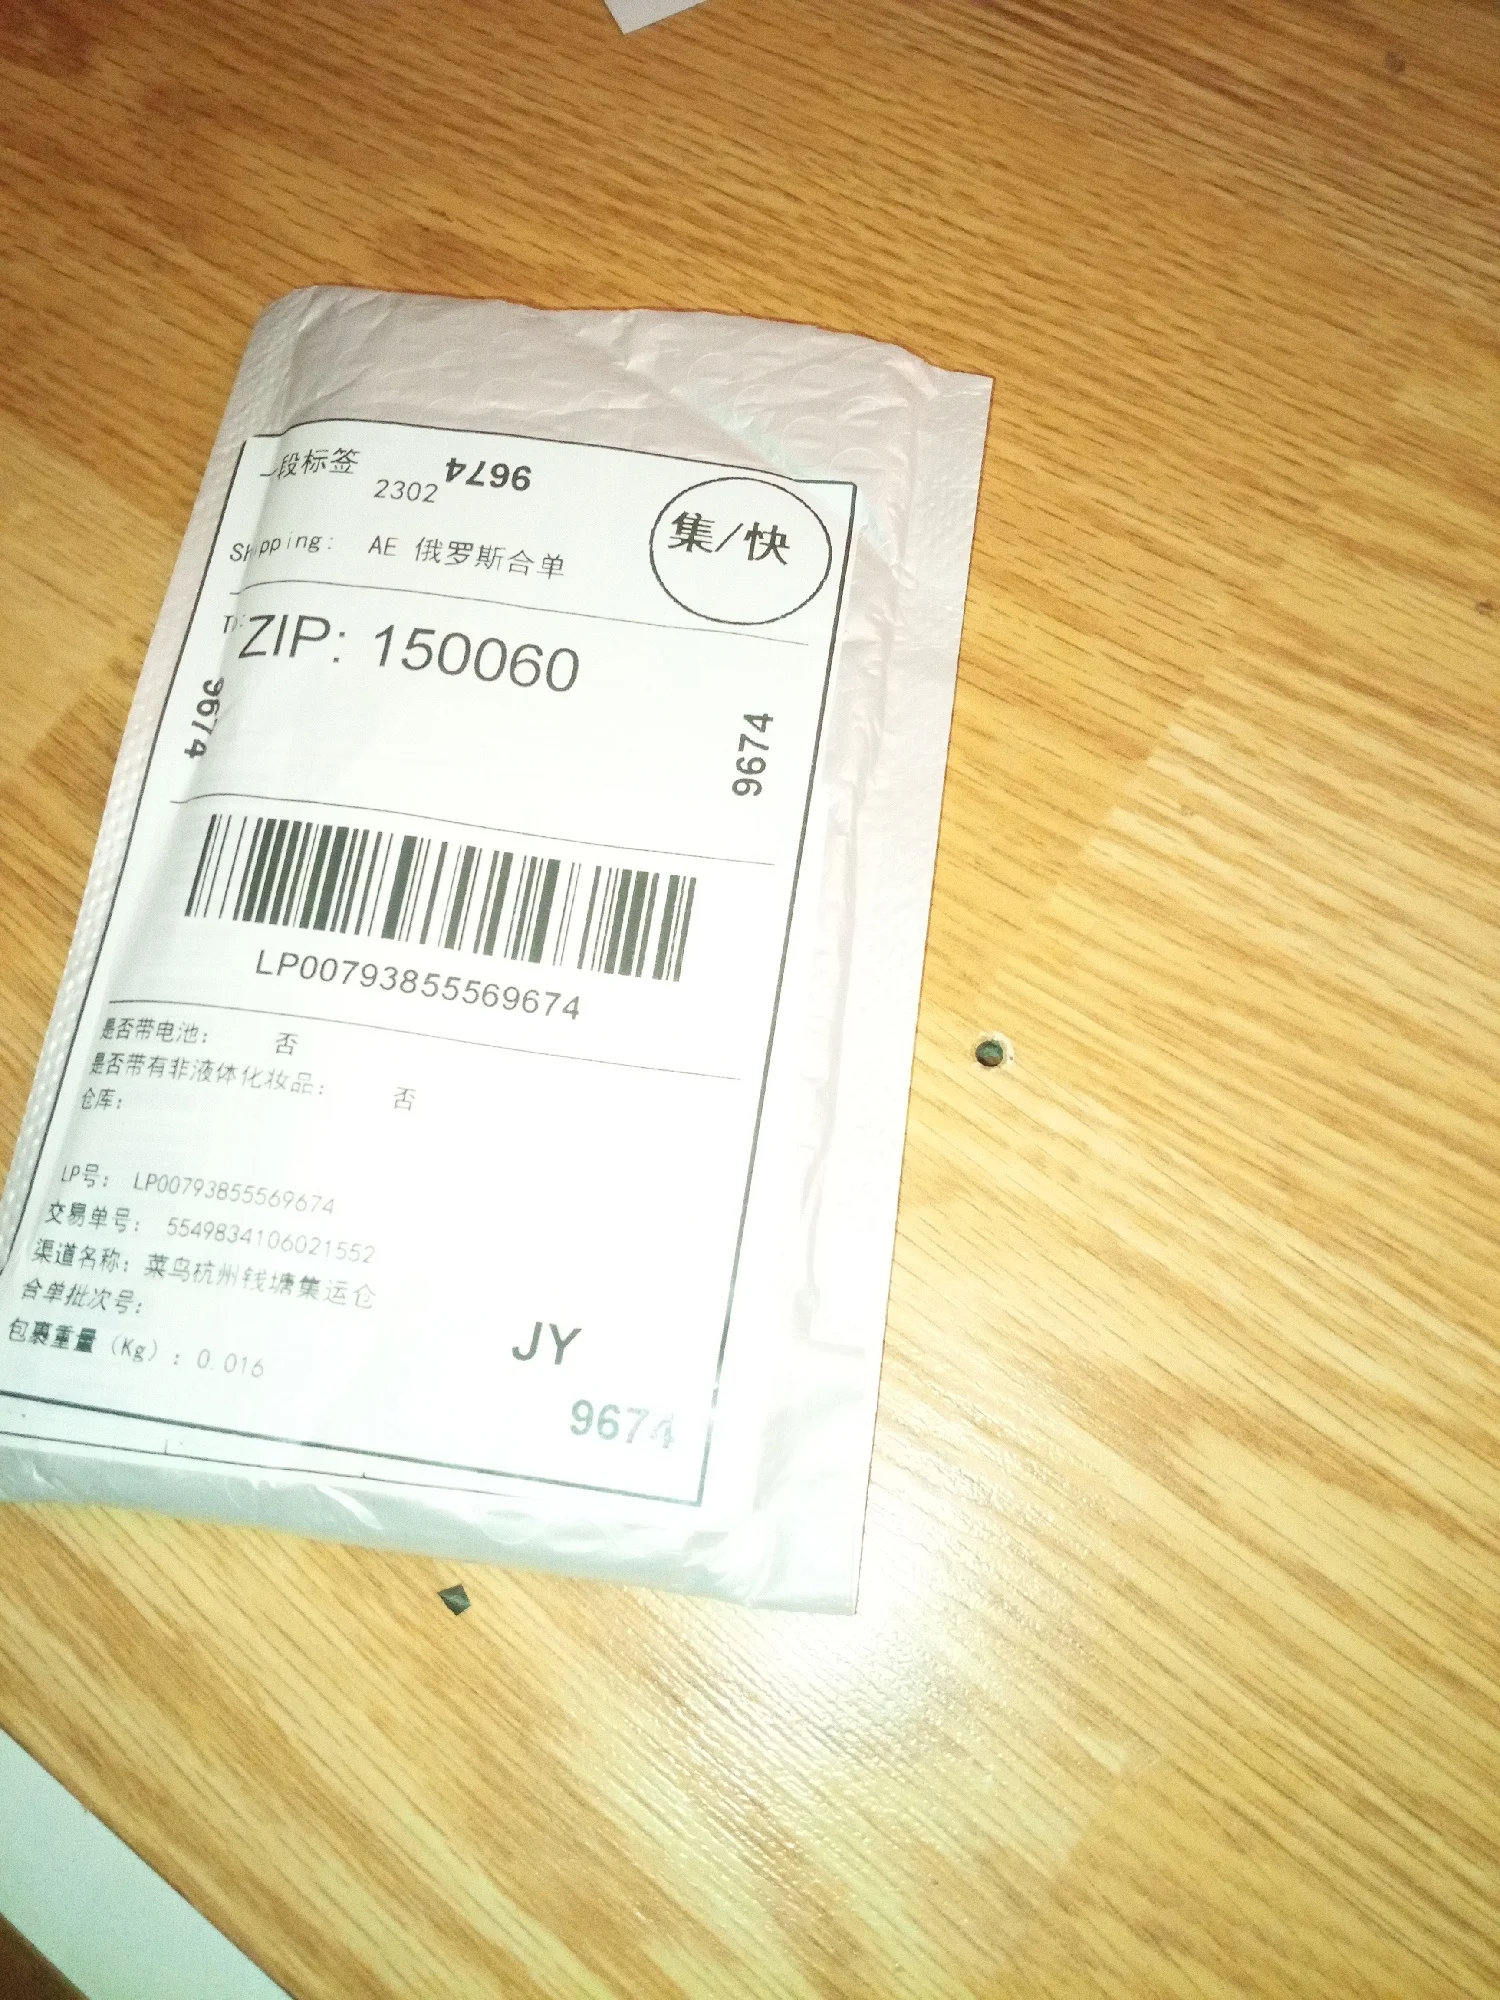 段标签
2302
9674
集/快
Shipping: AE 俄罗斯合单
To:
ZIP: 150060
9674
9674
LP00793855569674
是否带电池: 否
是否带有非液体化妆品: 否
仓库:
LP号: LP00793855569674
交易单号: 5549834106021552
渠道名称: 菜鸟杭州钱塘集运仓
合单批次号:
包裹重量 (Kg) : 0.016
JY
9674